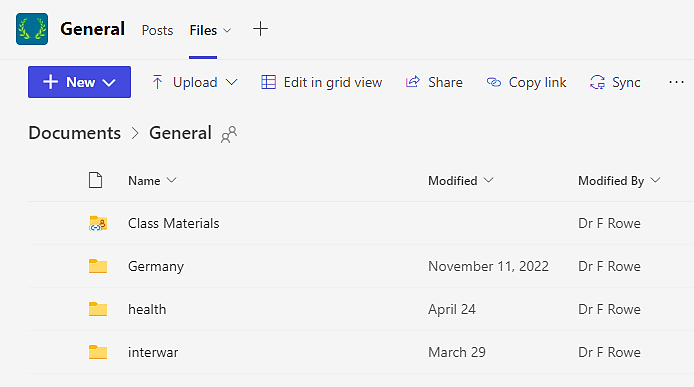 General Posts Files
New Upload Edit in grid view Share Copy link Sync ...
Documents > General
Name Modified Modified By
Class Materials Dr F Rowe
Germany November 11, 2022 Dr F Rowe
health April 24 Dr F Rowe
interwar March 29 Dr F Rowe